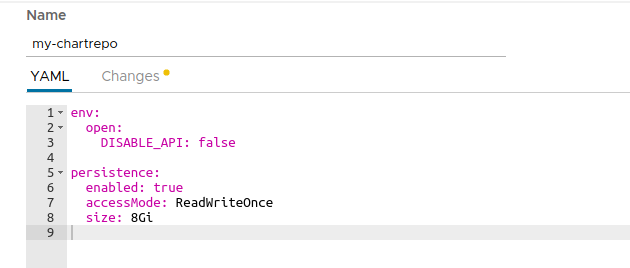 Name
my-chartrepo
YAML Changes
1 env:
2   open:
3     DISABLE_API: false
4
5 persistence:
6   enabled: true
7   accessMode: ReadWriteOnce
8   size: 8Gi
9